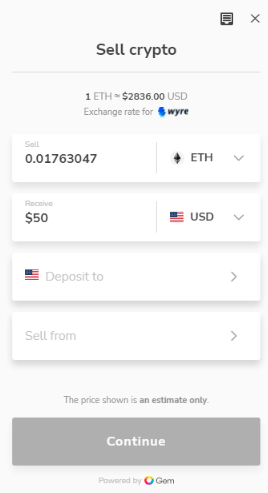 Sell crypto
1 ETH ≈ $2836.00 USD
Exchange rate for wyre
Sell
0.01763047
ETH
Receive
$50
USD
Deposit to
Sell from
The price shown is an estimate only.
Continue
Powered by Gem